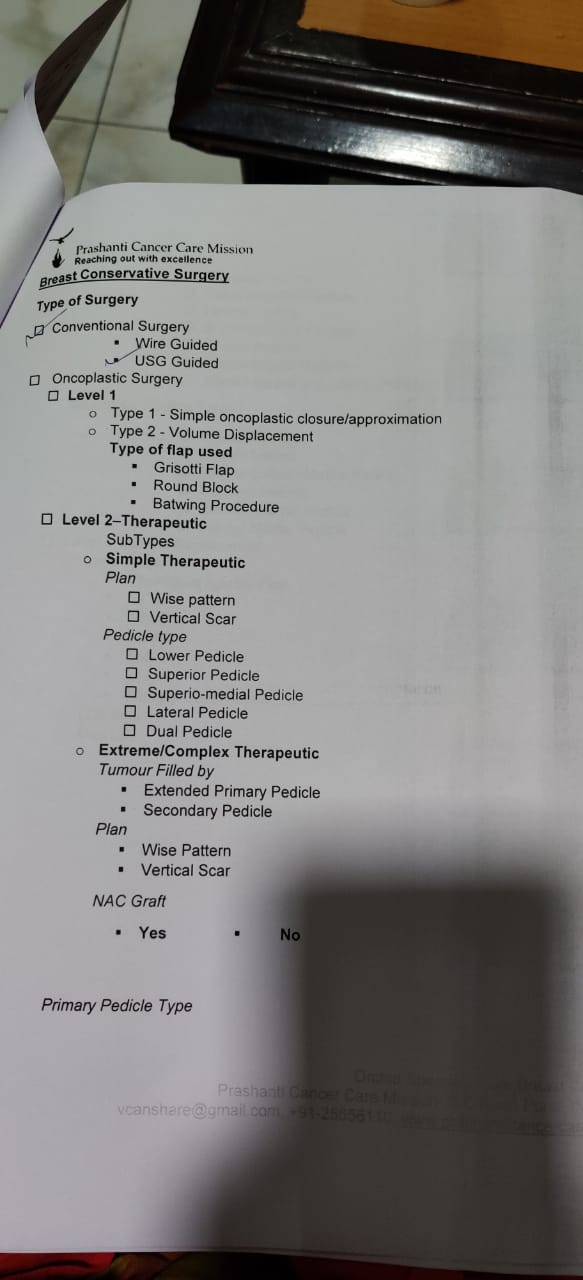 Prashanti Cancer Care Mission
Reaching out with excellence
Breast Conservative Surgery
Type of Surgery
☐ Conventional Surgery
▪ Wire Guided
▪ USG Guided
☐ Oncoplastic Surgery
☐ Level 1
○ Type 1 - Simple oncoplastic closure/approximation
○ Type 2 - Volume Displacement
Type of flap used
▪ Grisotti Flap
▪ Round Block
▪ Batwing Procedure
☐ Level 2–Therapeutic
SubTypes
○ Simple Therapeutic
Plan
☐ Wise pattern
☐ Vertical Scar
Pedicle type
☐ Lower Pedicle
☐ Superior Pedicle
☐ Superio-medial Pedicle
☐ Lateral Pedicle
☐ Dual Pedicle
○ Extreme/Complex Therapeutic
Tumour Filled by
▪ Extended Primary Pedicle
▪ Secondary Pedicle
Plan
▪ Wise Pattern
▪ Vertical Scar
NAC Graft
▪ Yes ▪ No
Primary Pedicle Type
Prashanti Cancer Care Mission
vcanshare@gmail.com